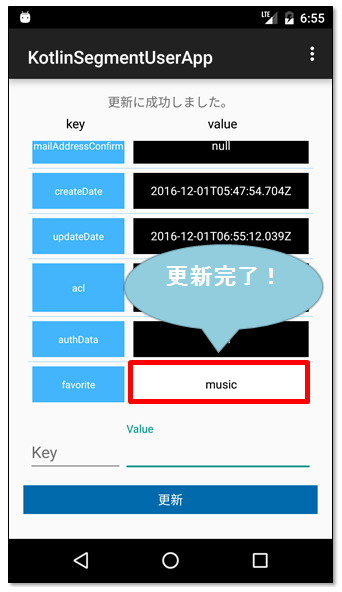 LTE 6:55
KotlinSegmentUserApp
更新に成功しました。
key value
mailAddressConfirm null
createDate 2016-12-01T05:47:54.704Z
updateDate 2016-12-01T06:55:12.039Z
更新完了！
acl
authData
favorite music
Value
Key
更新